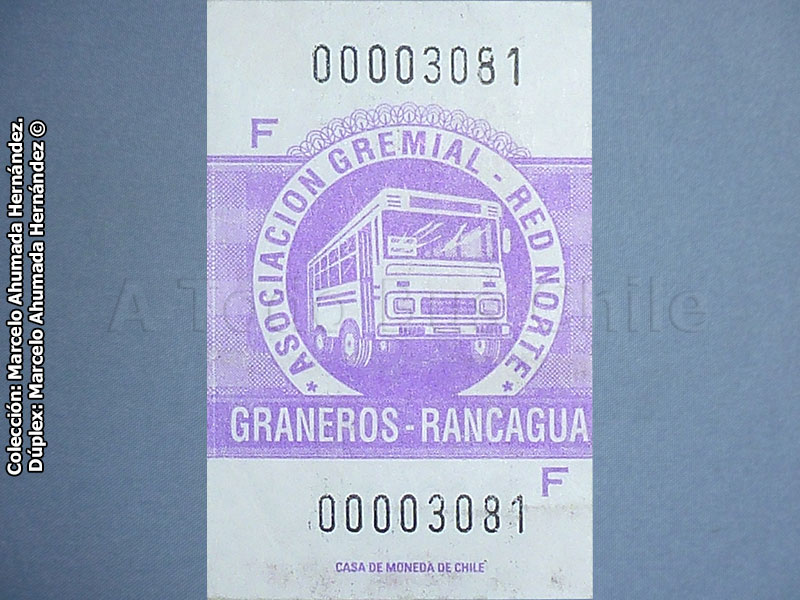 00003081
F
ASOCIACION GREMIAL - RED NORTE
GRANEROS - RANCAGUA
F
00003081
CASA DE MONEDA DE CHILE
Colección: Marcelo Ahumada Hernández.
Dúplex: Marcelo Ahumada Hernández ©